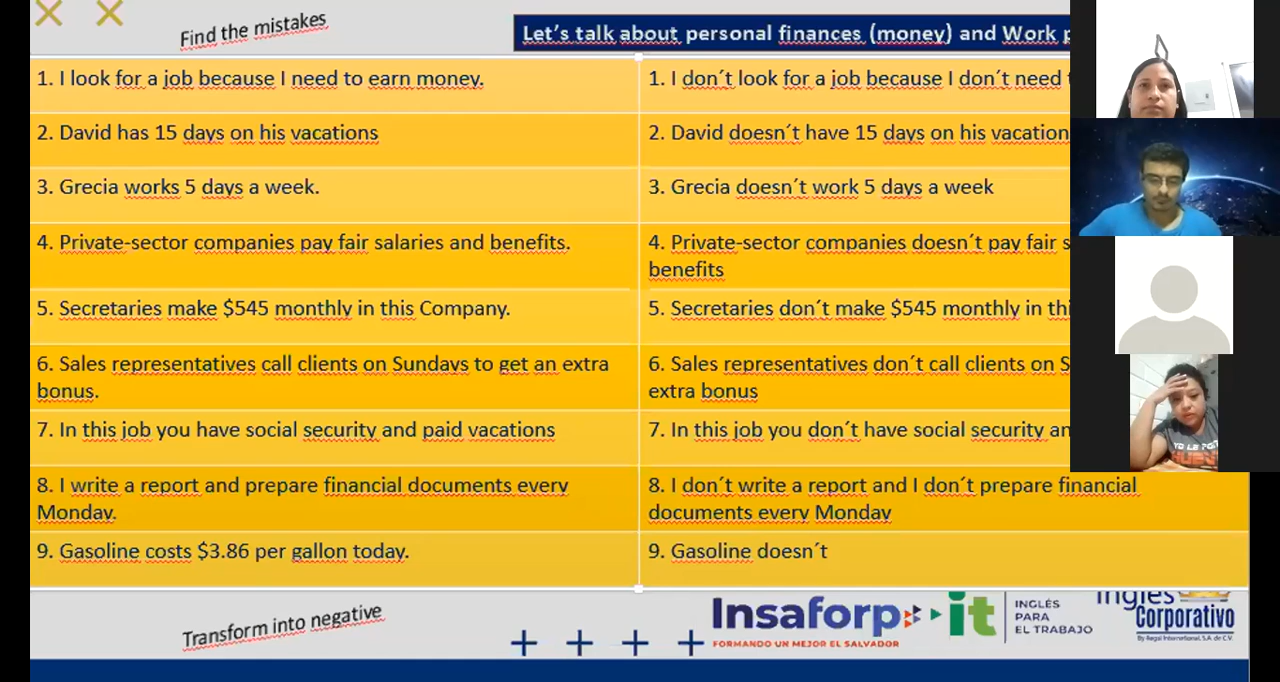 Find the mistakes
Let's talk about personal finances (money) and Work
1. I look for a job because I need to earn money.
1. I don´t look for a job because I don´t need
2. David has 15 days on his vacations
2. David doesn´t have 15 days on his vacation
3. Grecia works 5 days a week.
3. Grecia doesn´t work 5 days a week
4. Private-sector companies pay fair salaries and benefits.
4. Private-sector companies doesn´t pay fair
benefits
5. Secretaries make $545 monthly in this Company.
5. Secretaries don´t make $545 monthly in
6. Sales representatives call clients on Sundays to get an extra
bonus.
6. Sales representatives don´t call clients on
extra bonus
7. In this job you have social security and paid vacations
7. In this job you don´t have social security
8. I write a report and prepare financial documents every
Monday.
8. I don´t write a report and I don´t prepare financial
documents every Monday
9. Gasoline costs $3.86 per gallon today.
9. Gasoline doesn´t
Transform into negative
Insaforp it
FORMANDO UN MEJOR EL SALVADOR
INGLÉS
PARA
EL TRABAJO
Inglés
Corporativo
By Regal International, S.A. de C.V.
YO LE PON